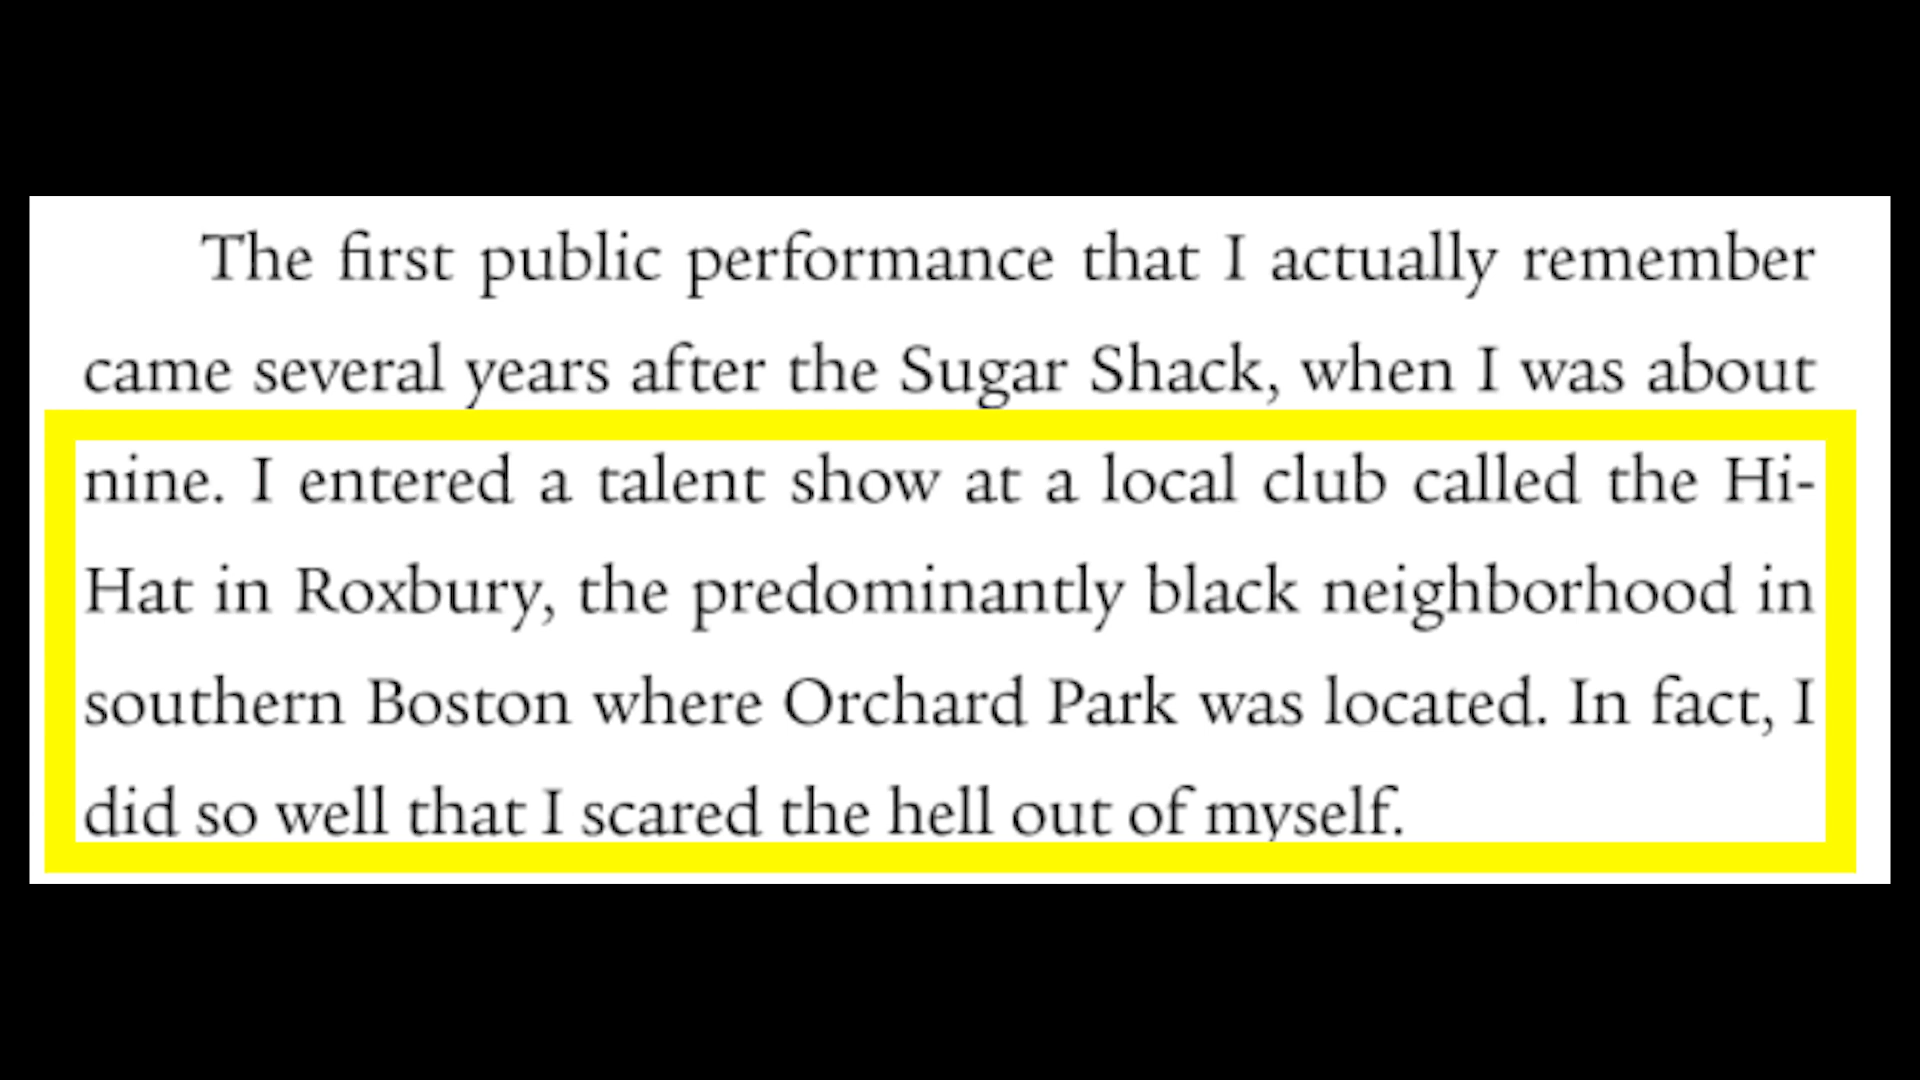 The first public performance that I actually remember
came several years after the Sugar Shack, when I was about
nine. I entered a talent show at a local club called the Hi-
Hat in Roxbury, the predominantly black neighborhood in
southern Boston where Orchard Park was located. In fact, I
did so well that I scared the hell out of myself.